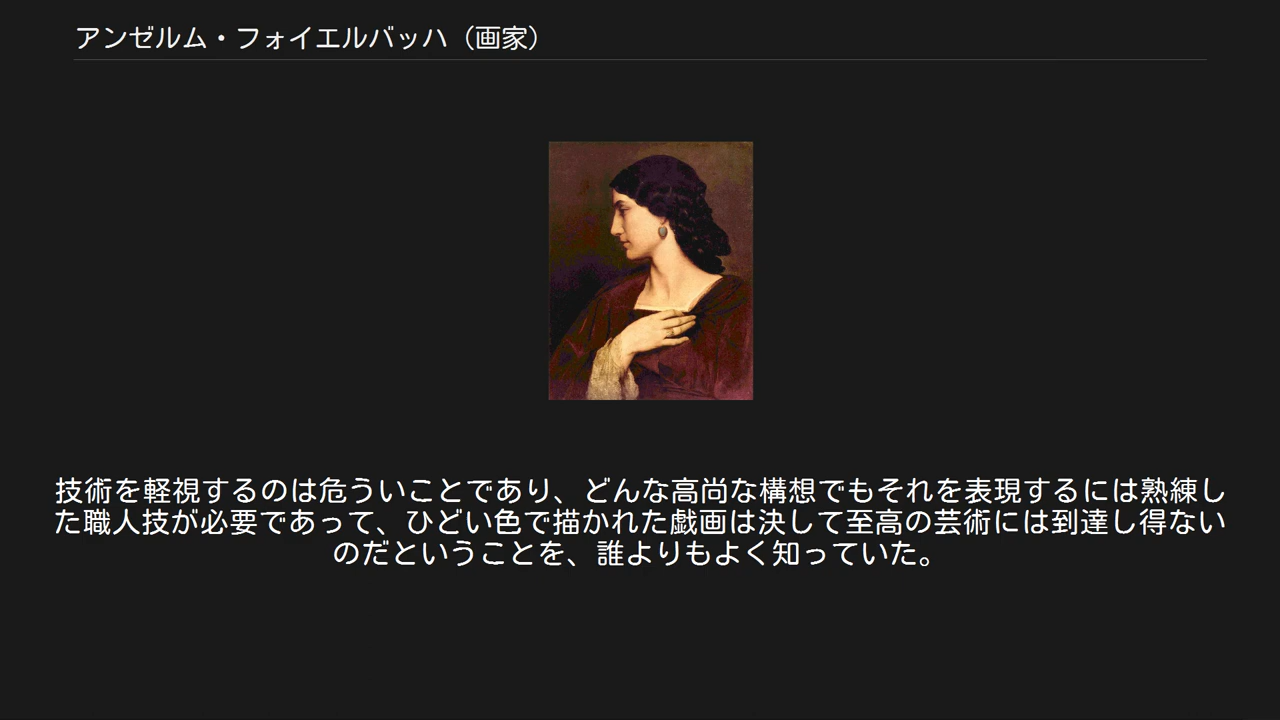 アンゼルム・フォイエルバッハ（画家）
技術を軽視するのは危ういことであり、どんな高尚な構想でもそれを表現するには熟練し
た職人技が必要であって、ひどい色で描かれた戯画は決して至高の芸術には到達し得ない
のだということを、誰よりもよく知っていた。